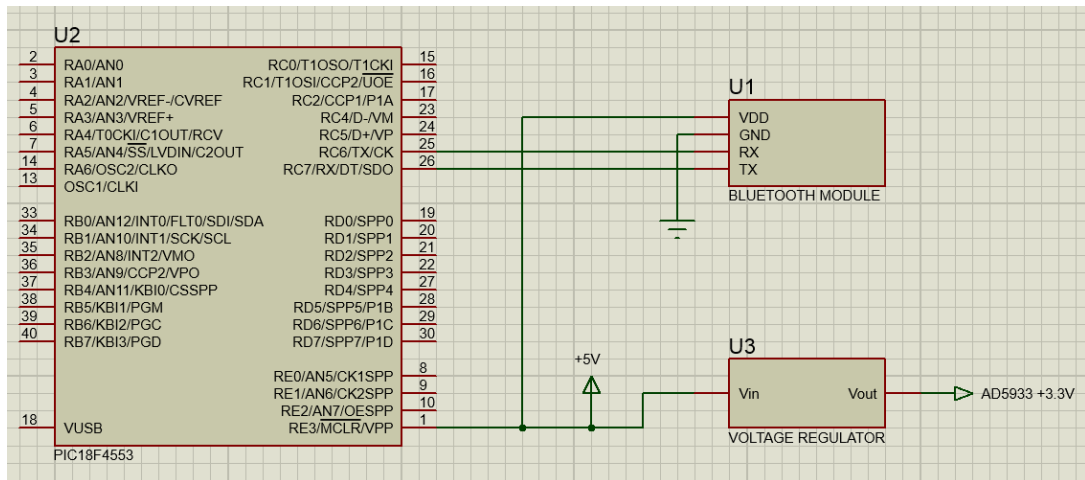 U2
2 RA0/AN0 RC0/T1OSO/T1CKI 15
3 RA1/AN1 RC1/T1OSI/CCP2/UOE 16
4 RA2/AN2/VREF-/CVREF RC2/CCP1/P1A 17
5 RA3/AN3/VREF+ RC4/D-/VM 23
6 RA4/T0CKI/C1OUT/RCV RC5/D+/VP 24
7 RA5/AN4/SS/LVDIN/C2OUT RC6/TX/CK 25
14 RA6/OSC2/CLKO RC7/RX/DT/SDO 26
13 OSC1/CLKI
33 RB0/AN12/INT0/FLT0/SDI/SDA RD0/SPP0 19
34 RB1/AN10/INT1/SCK/SCL RD1/SPP1 20
35 RB2/AN8/INT2/VMO RD2/SPP2 21
36 RB3/AN9/CCP2/VPO RD3/SPP3 22
37 RB4/AN11/KBI0/CSSPP RD4/SPP4 27
38 RB5/KBI1/PGM RD5/SPP5/P1B 28
39 RB6/KBI2/PGC RD6/SPP6/P1C 29
40 RB7/KBI3/PGD RD7/SPP7/P1D 30
RE0/AN5/CK1SPP 8
RE1/AN6/CK2SPP 9
RE2/AN7/OESPP 10
18 VUSB RE3/MCLR/VPP 1
PIC18F4553
U1
VDD
GND
RX
TX
BLUETOOTH MODULE
+5V
U3
Vin Vout
AD5933 +3.3V
VOLTAGE REGULATOR